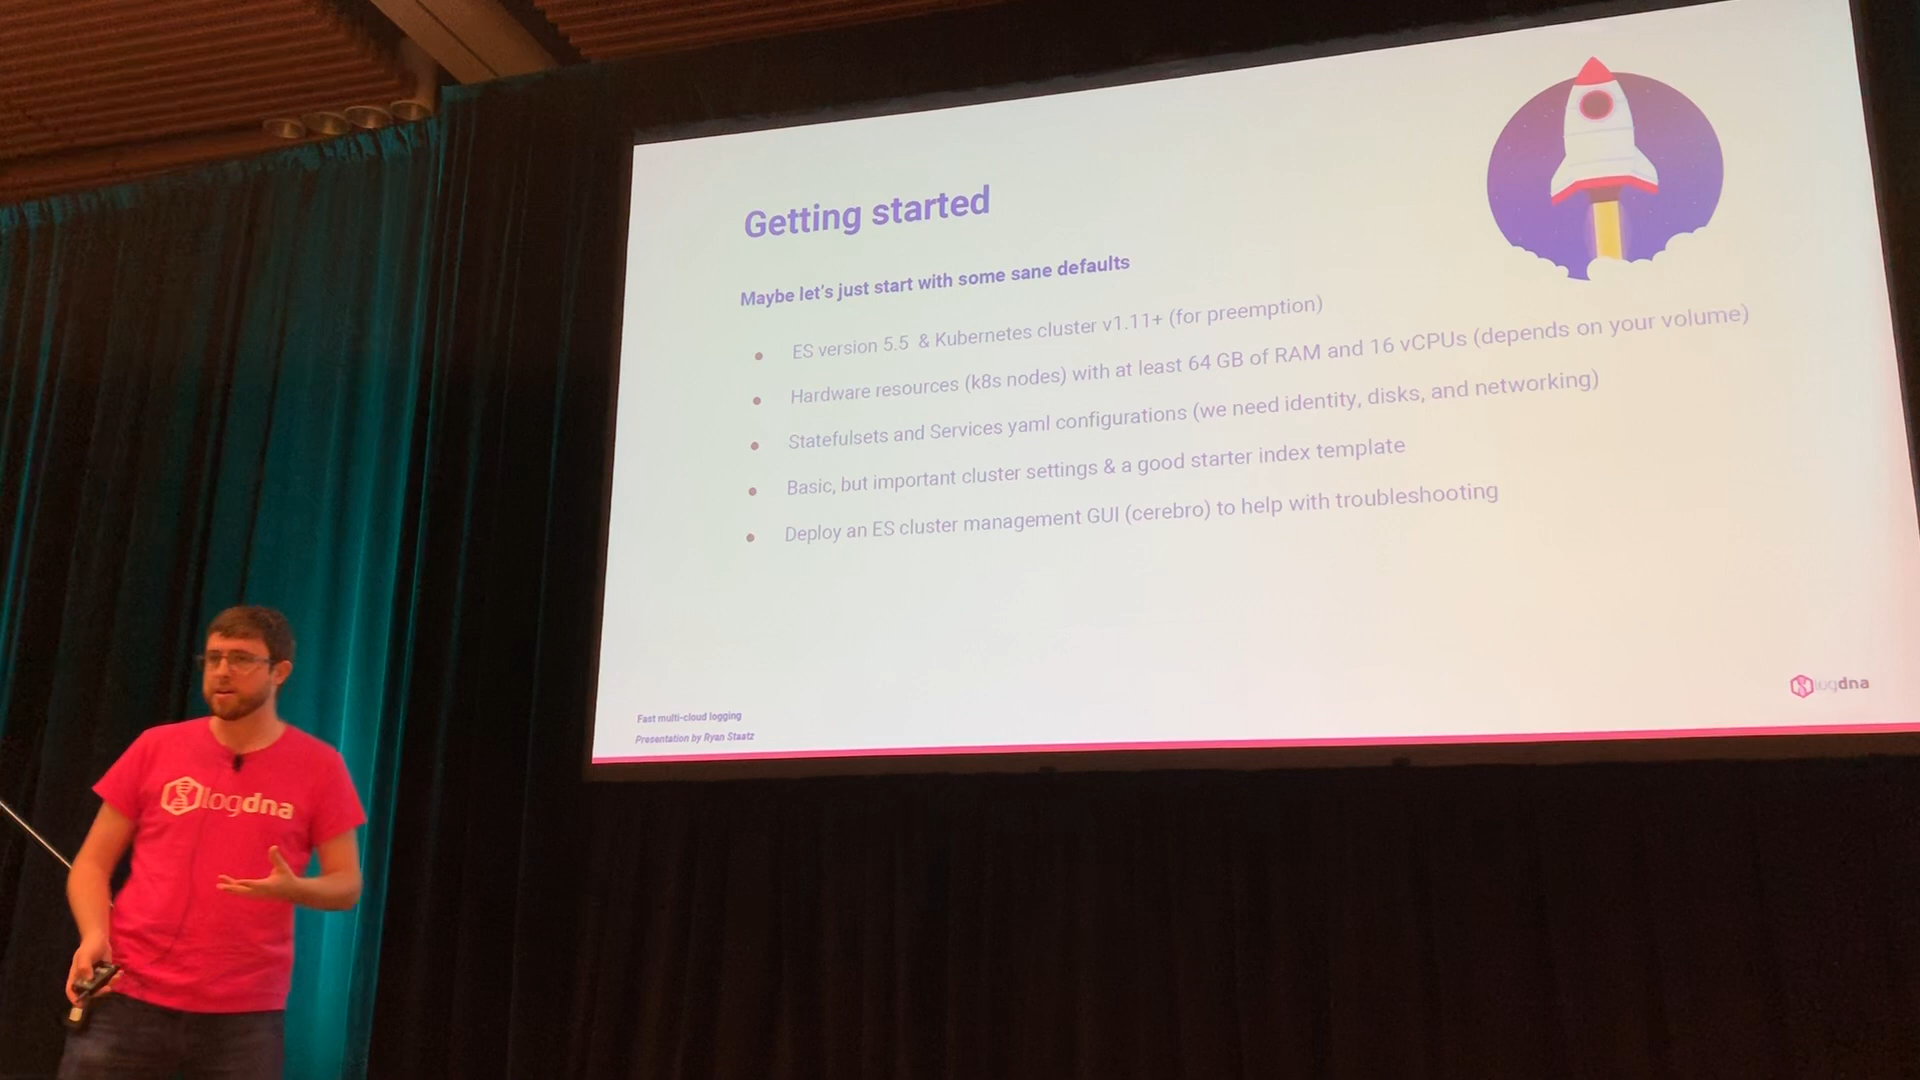 Getting started
Maybe let's just start with some sane defaults
ES version 5.5 & Kubernetes cluster v1.11+ (for preemption)
Hardware resources (k8s nodes) with at least 64 GB of RAM and 16 vCPUs (depends on your volume)
Statefulsets and Services yaml configurations (we need identity, disks, and networking)
Basic, but important cluster settings & a good starter index template
Deploy an ES cluster management GUI (cerebro) to help with troubleshooting
Fast multi-cloud logging
Presentation by Ryan Staatz
logdna
logdna